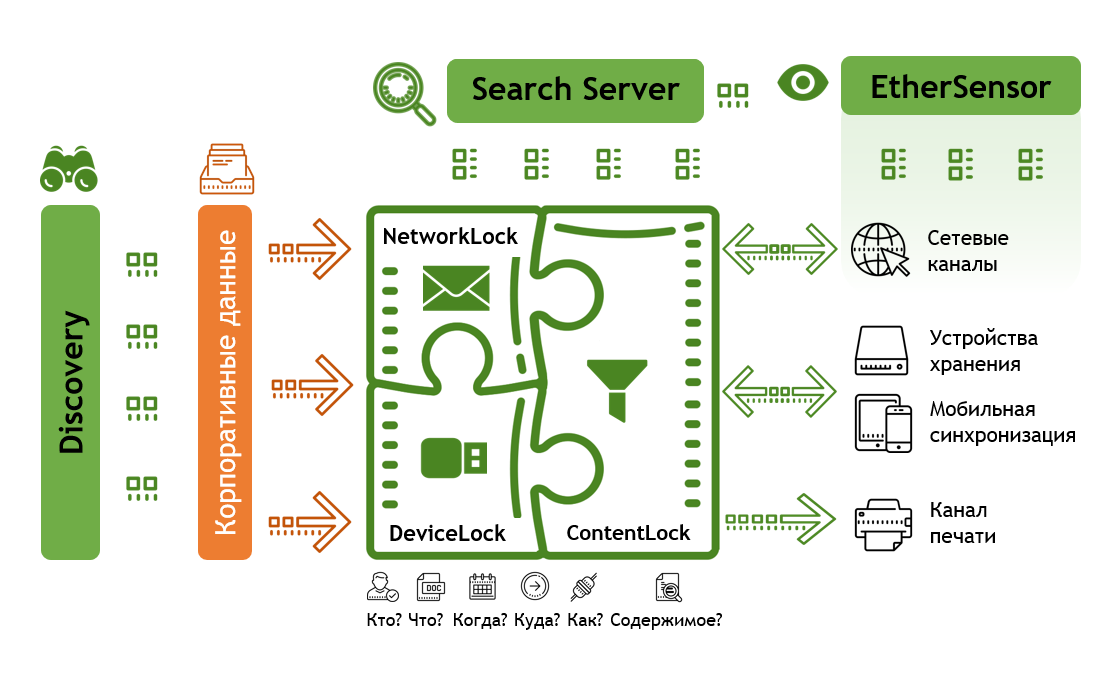 Search Server
EtherSensor
Discovery
Корпоративные данные
NetworkLock
DeviceLock
ContentLock
Сетевые
каналы
Устройства
хранения
Мобильная
синхронизация
Канал
печати
DOC
Кто? Что? Когда? Куда? Как? Содержимое?